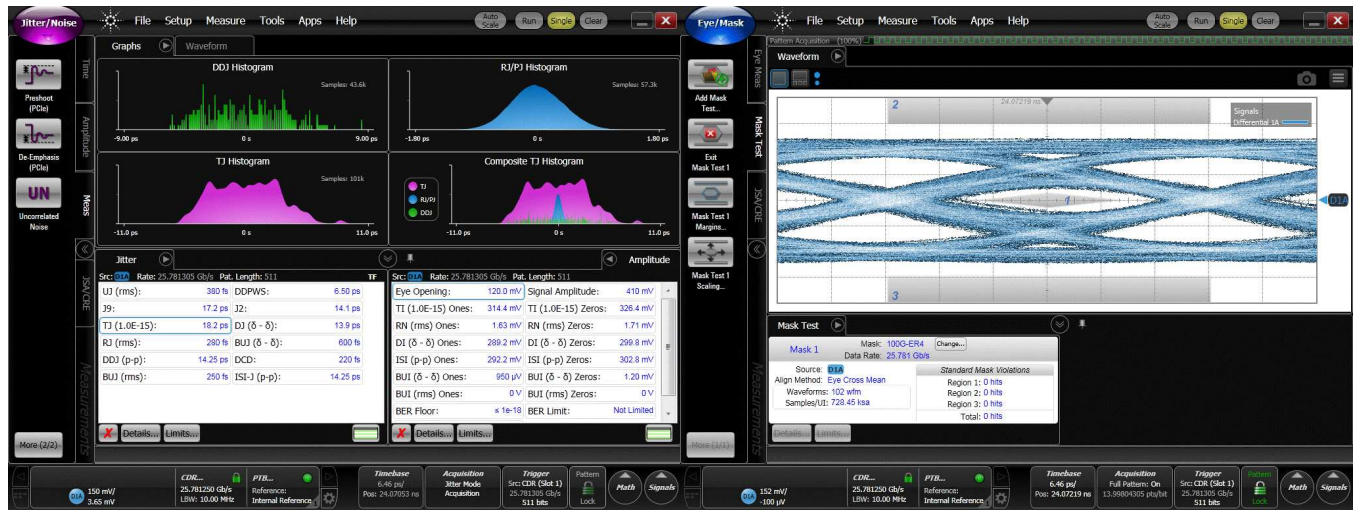 Jitter/Noise
File Setup Measure Tools Apps Help
Auto Scale
Run
Single
Clear
Graphs
Waveform
Preshoot (PCIe)
De-Emphasis (PCIe)
UN
Uncorrelated Noise
More (2/2)
Time
Amplitude
Meas
JSA/CRE
Measurements
DDJ Histogram
Samples: 43.6k
-9.00 ps 0 s 9.00 ps
RJ/PJ Histogram
Samples: 57.3k
-1.80 ps 0 s 1.80 ps
TJ Histogram
Samples: 101k
-11.0 ps 0 s 11.0 ps
Composite TJ Histogram
TJ
RJ/PJ
DDJ
-11.0 ps 0 s 11.0 ps
Jitter
Src: D1A Rate: 25.781305 Gb/s Pat. Length: 511 TF
UJ (rms): 380 fs DDPWS: 6.50 ps
J9: 17.2 ps J2: 14.1 ps
TJ (1.0E-15): 18.2 ps DJ (δ - δ): 13.9 ps
RJ (rms): 280 fs BUJ (δ - δ): 600 fs
DDJ (p-p): 14.25 ps DCD: 220 fs
BUJ (rms): 250 fs ISI-J (p-p): 14.25 ps
Details... Limits...
Amplitude
Src: D1A Rate: 25.781305 Gb/s Pat. Length: 511
Eye Opening: 120.0 mV Signal Amplitude: 410 mV
TI (1.0E-15) Ones: 314.4 mV TI (1.0E-15) Zeros: 326.4 mV
RN (rms) Ones: 1.63 mV RN (rms) Zeros: 1.71 mV
DI (δ - δ) Ones: 289.2 mV DI (δ - δ) Zeros: 299.8 mV
ISI (p-p) Ones: 292.2 mV ISI (p-p) Zeros: 302.8 mV
BUI (δ - δ) Ones: 950 µV BUI (δ - δ) Zeros: 1.20 mV
BUI (rms) Ones: 0 V BUI (rms) Zeros: 0 V
BER Floor: ≤ 1e-18 BER Limit: Not Limited
Details... Limits...
D1A 150 mV/
3.65 mV
CDR...
25.781250 Gb/s
LBW: 10.00 MHz
PTB...
Reference:
Internal Reference
Timebase
6.46 ps/
Pos: 24.07053 ns
Acquisition
Jitter Mode
Acquisition
Trigger
Src: CDR (Slot 1)
25.781305 Gb/s
511 bits
Pattern
Lock
Math
Signals
Eye/Mask
File Setup Measure Tools Apps Help
Auto Scale
Run
Single
Clear
Pattern Acquisition (100%)
Waveform
Add Mask Test...
Exit Mask Test 1
Mask Test 1 Margins...
Mask Test 1 Scaling...
More (1/1)
Eye Meas
Mask Test
JSA/CRE
Measurements
2
24.07219 ns
Signals
Differential 1A
1
D1A
3
Mask Test
Mask 1
Mask: 100G-ER4 Change...
Data Rate: 25.781 Gb/s
Source: D1A
Align Method: Eye Cross Mean
Waveforms: 102 wfm
Samples/UI: 728.45 ksa
Standard Mask Violations
Region 1: 0 hits
Region 2: 0 hits
Region 3: 0 hits
Total: 0 hits
Details... Limits...
D1A 152 mV/
-100 µV
CDR...
25.781250 Gb/s
LBW: 10.00 MHz
PTB...
Reference:
Internal Reference
Timebase
6.46 ps/
Pos: 24.07219 ns
Acquisition
Full Pattern: On
13.99804305 pts/bit
Trigger
Src: CDR (Slot 1)
25.781305 Gb/s
511 bits
Pattern
Lock
Math
Signals